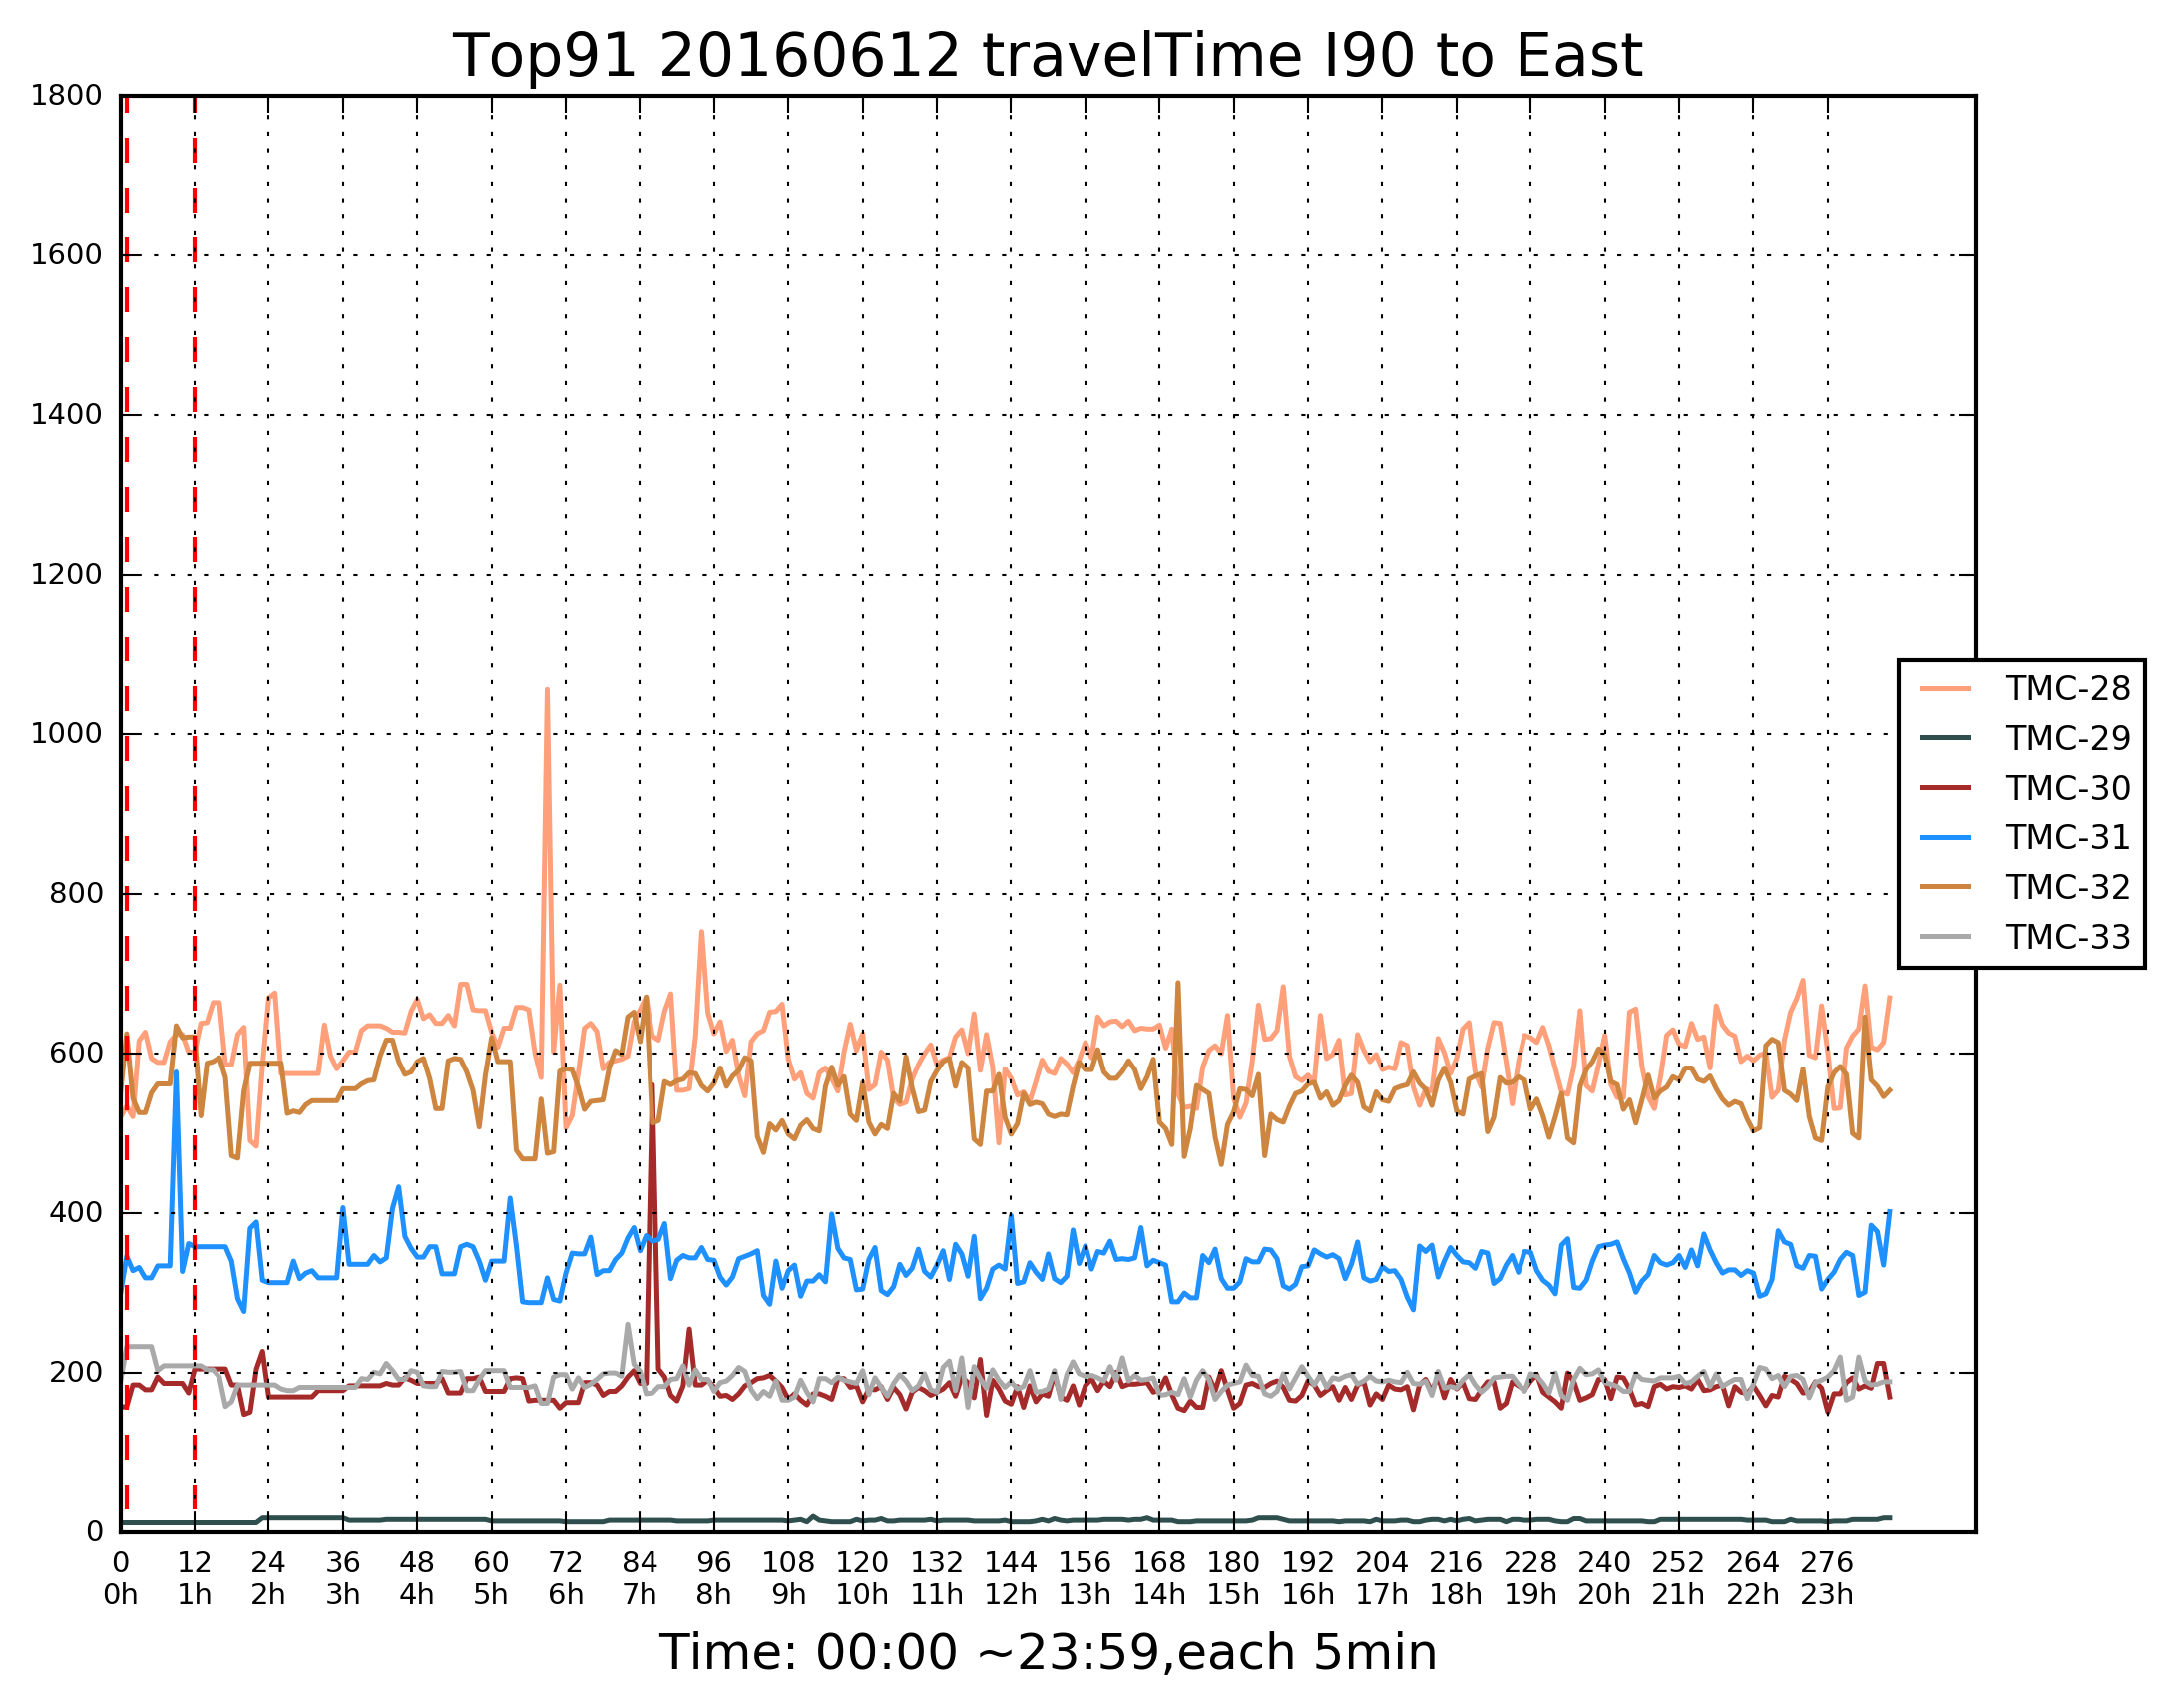 Top91 20160612 travelTime I90 to East
1800
1600
1400
1200
1000
800
600
400
200
0
TMC-28
TMC-29
TMC-30
TMC-31
TMC-32
TMC-33
0 12 24 36 48 60 72 84 96 108 120 132 144 156 168 180 192 204 216 228 240 252 264 276
0h 1h 2h 3h 4h 5h 6h 7h 8h 9h 10h 11h 12h 13h 14h 15h 16h 17h 18h 19h 20h 21h 22h 23h
Time: 00:00 ~23:59,each 5min